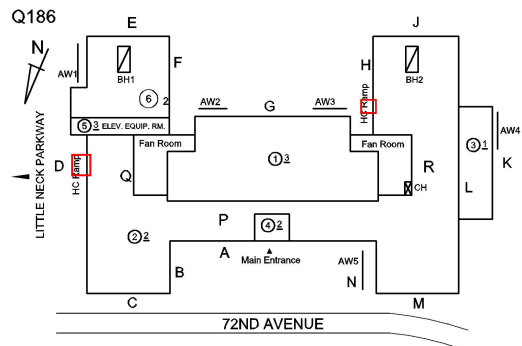 Q186
E
J
N
AW1
BH1
F
H
BH2
6 2
AW2
AW3
G
HC Ramp
5 3 ELEV. EQUIP. RM.
AW4
Fan Room
Fan Room
3 1
K
LITTLE NECK PARKWAY
D
HC Ramp
Q
1 3
R
CH
L
P
4 2
2 2
A
Main Entrance
AW5
B
N
C
M
72ND AVENUE